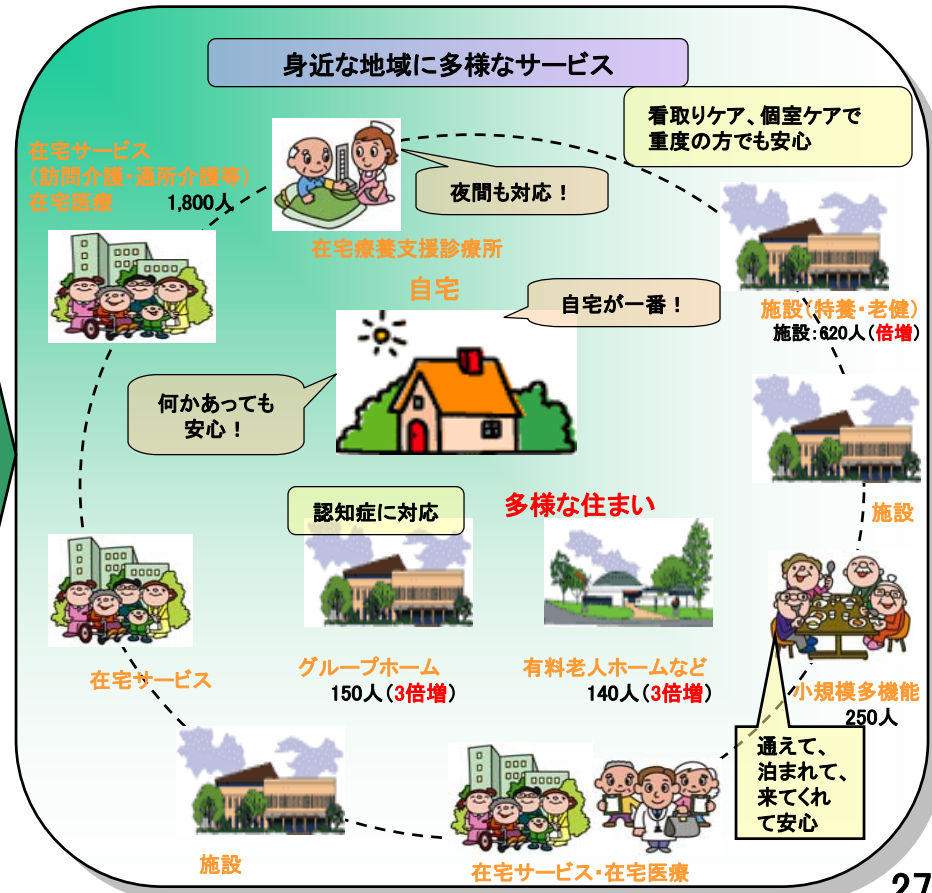 身近な地域に多様なサービス
看取りケア、個室ケアで
重度の方でも安心
在宅サービス
(訪問介護・通所介護等)
在宅医療 1,800人
夜間も対応！
在宅療養支援診療所
自宅
自宅が一番！
施設(特養・老健)
施設：620人(倍増)
何かあっても
安心！
認知症に対応
多様な住まい
施設
在宅サービス
グループホーム
150人(3倍増)
有料老人ホームなど
140人(3倍増)
小規模多機能
250人
通えて、
泊まれて、
来てくれ
て安心
施設
在宅サービス・在宅医療
27